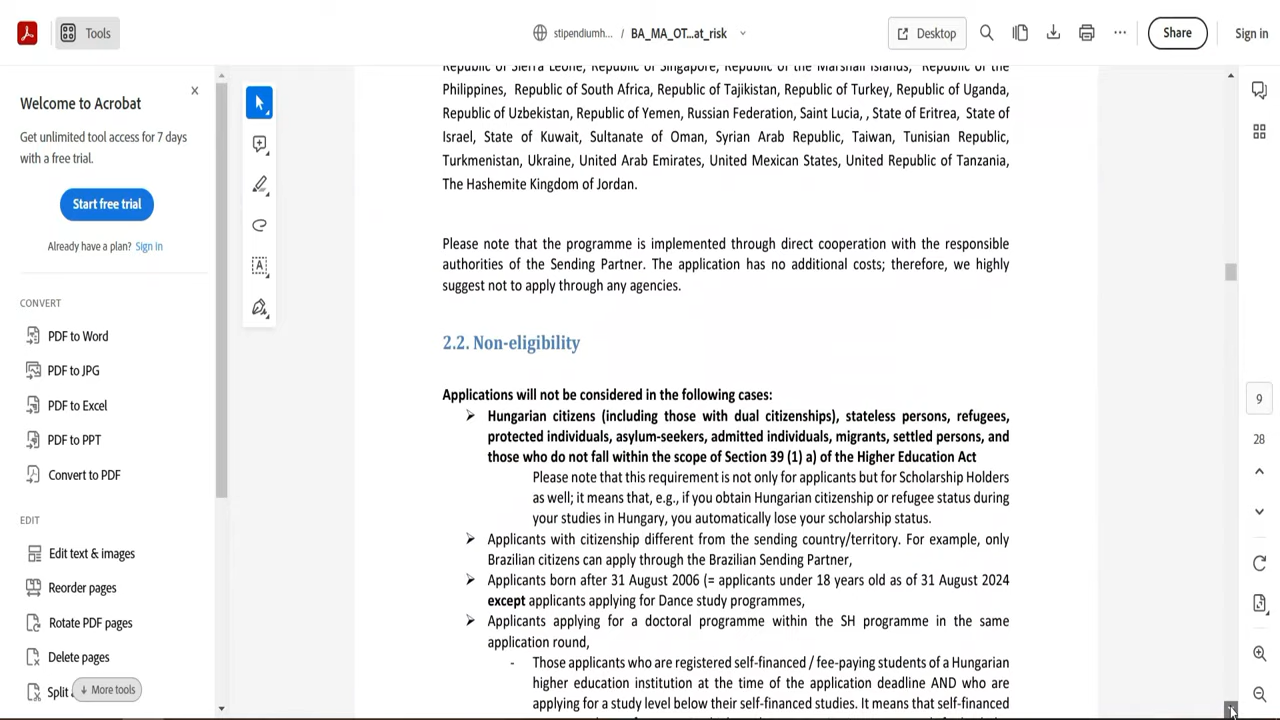 Tools
stipendiumh... / BA_MA_OT...at_risk
Desktop
Share
Sign in
Welcome to Acrobat
Get unlimited tool access for 7 days
with a free trial.
Start free trial
Already have a plan? Sign in
CONVERT
PDF to Word
PDF to JPG
PDF to Excel
PDF to PPT
Convert to PDF
EDIT
Edit text & images
Reorder pages
Rotate PDF pages
Delete pages
Split
More tools
Republic of Sierra Leone, Republic of Singapore, Republic of the Marshall Islands, Republic of the
Philippines, Republic of South Africa, Republic of Tajikistan, Republic of Turkey, Republic of Uganda,
Republic of Uzbekistan, Republic of Yemen, Russian Federation, Saint Lucia, , State of Eritrea, State of
Israel, State of Kuwait, Sultanate of Oman, Syrian Arab Republic, Taiwan, Tunisian Republic,
Turkmenistan, Ukraine, United Arab Emirates, United Mexican States, United Republic of Tanzania,
The Hashemite Kingdom of Jordan.
Please note that the programme is implemented through direct cooperation with the responsible
authorities of the Sending Partner. The application has no additional costs; therefore, we highly
suggest not to apply through any agencies.
2.2. Non-eligibility
Applications will not be considered in the following cases:
➤ Hungarian citizens (including those with dual citizenships), stateless persons, refugees,
protected individuals, asylum-seekers, admitted individuals, migrants, settled persons, and
those who do not fall within the scope of Section 39 (1) a) of the Higher Education Act
Please note that this requirement is not only for applicants but for Scholarship Holders
as well; it means that, e.g., if you obtain Hungarian citizenship or refugee status during
your studies in Hungary, you automatically lose your scholarship status.
➤ Applicants with citizenship different from the sending country/territory. For example, only
Brazilian citizens can apply through the Brazilian Sending Partner,
➤ Applicants born after 31 August 2006 (= applicants under 18 years old as of 31 August 2024
except applicants applying for Dance study programmes,
➤ Applicants applying for a doctoral programme within the SH programme in the same
application round,
- Those applicants who are registered self-financed / fee-paying students of a Hungarian
higher education institution at the time of the application deadline AND who are
applying for a study level below their self-financed studies. It means that self-financed
9
28